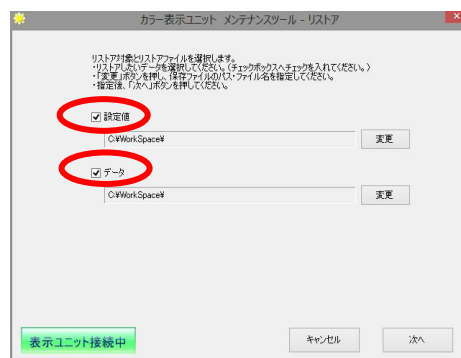 カラー表示ユニット メンテナンスツール - リストア
リストア対象とリストアファイルを選択します。
・リストアしたいデータを選択してください。(チェックボックスへチェックを入れてください。)
・「変更」ボタンを押し、保存ファイルのパス・ファイル名を指定してください。
・指定後、「次へ」ボタンを押してください。
設定値
C:¥WorkSpace¥
変更
データ
C:¥WorkSpace¥
変更
表示ユニット接続中
キャンセル
次へ